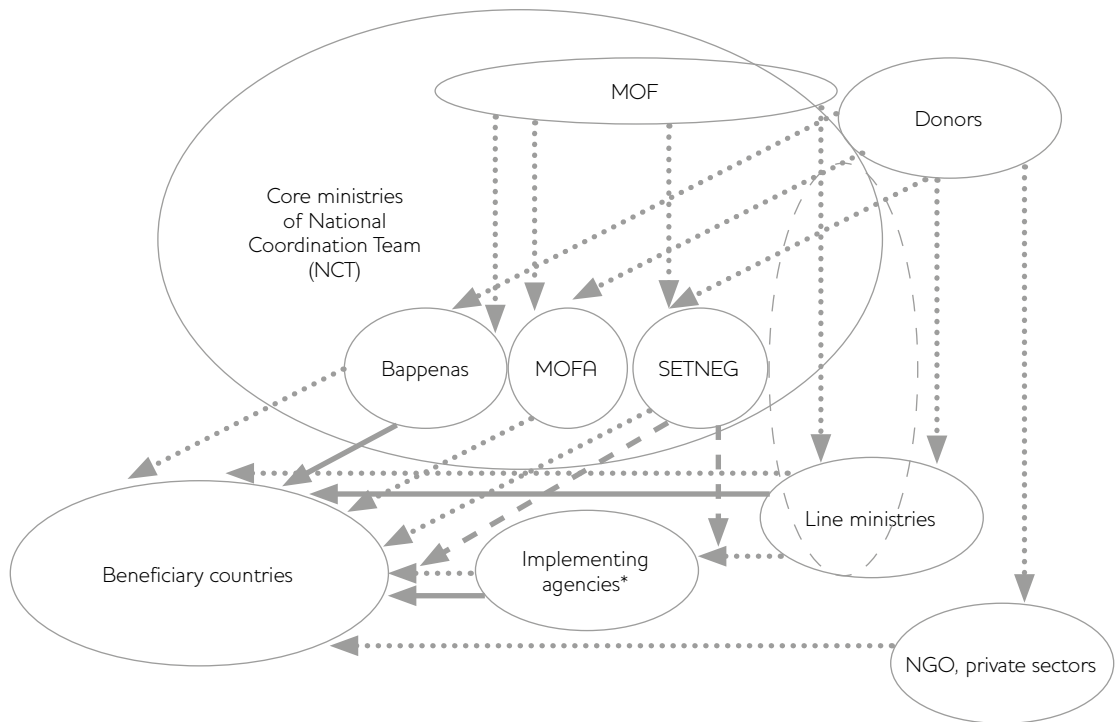 MOF
Donors
Core ministries
of National
Coordination Team
(NCT)
Bappenas
MOFA
SETNEG
Line ministries
Implementing
agencies*
Beneficiary countries
NGO, private sectors